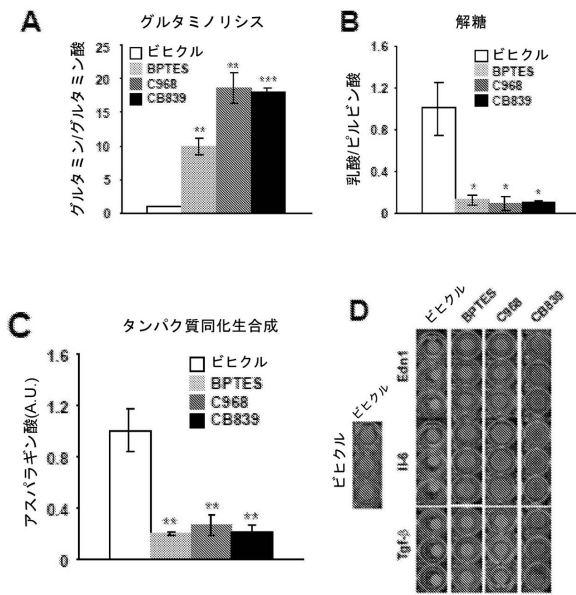 A
グルタミノリシス
グルタミン/グルタミン酸
25
20
15
10
5
0
ビヒクル
BPTES
C968
CB839
**
**
***
B
解糖
乳酸/ピルビン酸
1.6
1.2
0.8
0.4
0
ビヒクル
BPTES
C968
CB839
*
*
*
C
タンパク質同化生合成
アスパラギン酸(A.U.)
1.6
1.2
0.8
0.4
0
ビヒクル
BPTES
C968
CB839
**
**
**
D
ビヒクル
BPTES
C968
CB839
ビヒクル
ビヒクル
Edn1
Il-6
Tgf-β